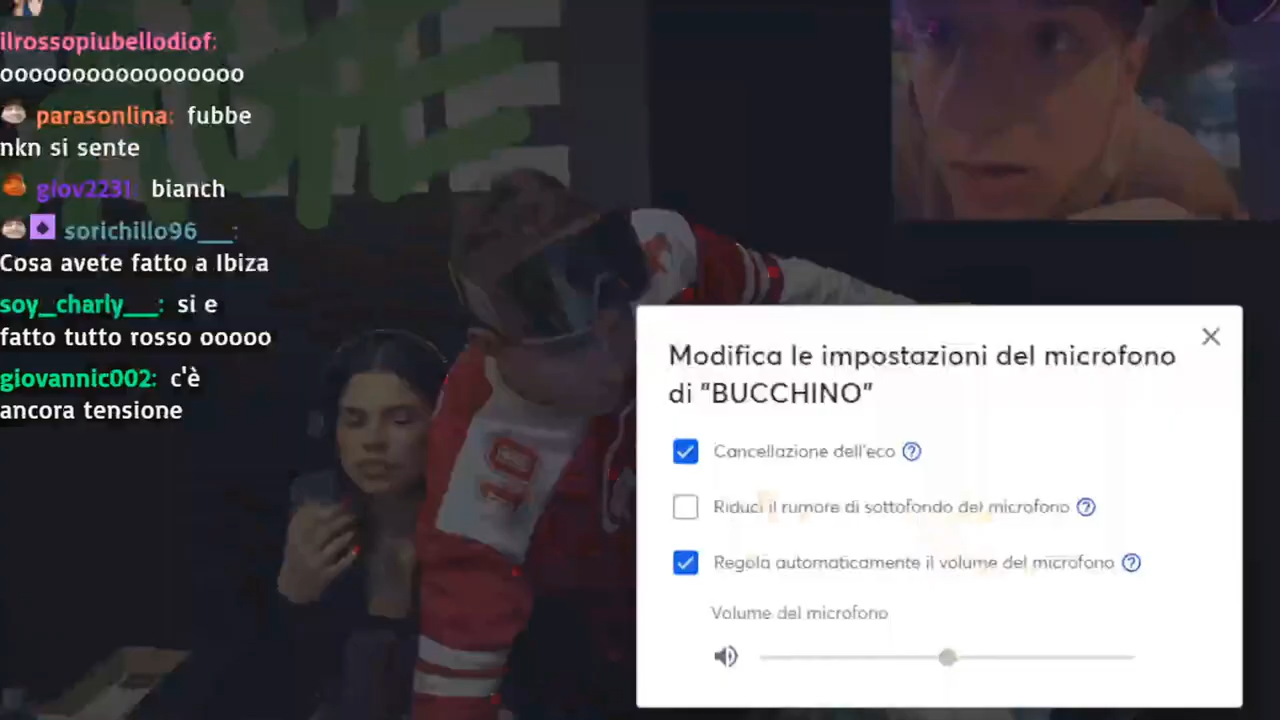 ilrossopiubellodiof:
ooooooooooooooooo
parasonlina: fubbe
nkn si sente
giov2231: bianch
sorichillo96___:
Cosa avete fatto a Ibiza
soy_charly___: si e
fatto tutto rosso ooooo
giovannic002: c'è
ancora tensione
10
Modifica le impostazioni del microfono
di "BUCCHINO"
Cancellazione dell'eco
Riduci il rumore di sottofondo del microfono
Regola automaticamente il volume del microfono
Volume del microfono